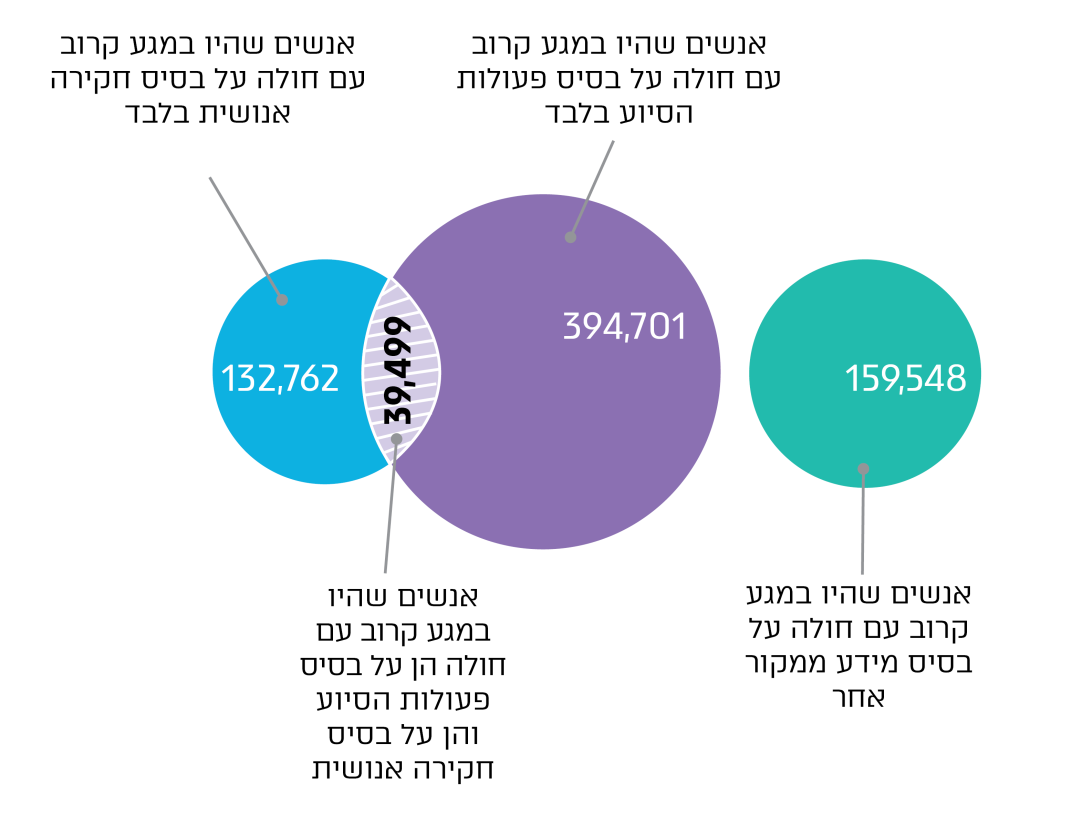 אנשים שהיו במגע קרוב
עם חולה על בסיס פעולות
הסיוע בלבד
אנשים שהיו במגע קרוב
עם חולה על בסיס חקירה
אנושית בלבד
159,548
394,701
39,499
132,762
אנשים שהיו במגע
קרוב עם חולה על
בסיס מידע ממקור
אחר
אנשים שהיו
במגע קרוב עם
חולה הן על בסיס
פעולות הסיוע
והן על בסיס
חקירה אנושית